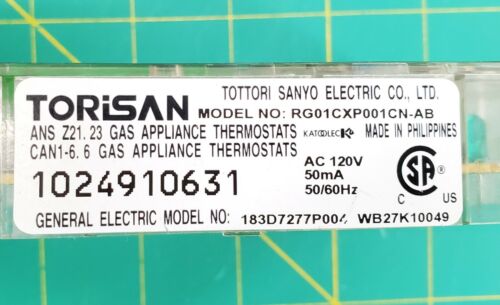 TOTTORI SANYO ELECTRIC CO., LTD.
TORiSAN MODEL NO: RG01CXP001CN-AB
ANS Z21.23 GAS APPLIANCE THERMOSTATS KATOOLEC K MADE IN PHILIPPINES
CAN1-6.6 GAS APPLIANCE THERMOSTATS
1024910631
AC 120V
50mA
50/60Hz
C SA US
GENERAL ELECTRIC MODEL NO: 183D7277P004 WB27K10049